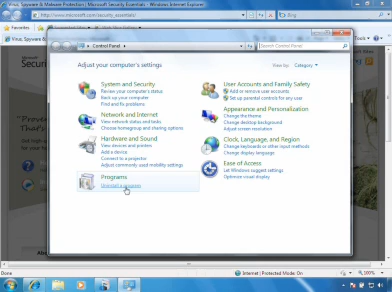 Virus, Spyware & Malware Protection | Microsoft Security Essentials - Windows Internet Explorer
http://www.microsoft.com/security_essentials/
Bing
Favorites
Virus, Spyware &
Tools
Control Panel
Search Control Panel
Adjust your computer's settings
View by: Category
System and Security
Review your computer's status
Back up your computer
Find and fix problems
Network and Internet
View network status and tasks
Choose homegroup and sharing options
Hardware and Sound
View devices and printers
Add a device
Connect to a projector
Adjust commonly used mobility settings
Programs
Uninstall a program
User Accounts and Family Safety
Add or remove user accounts
Set up parental controls for any user
Appearance and Personalization
Change the theme
Change desktop background
Adjust screen resolution
Clock, Language, and Region
Change keyboards or other input methods
Change display language
Ease of Access
Let Windows suggest settings
Optimize visual display
Done
Internet | Protected Mode: On
100%